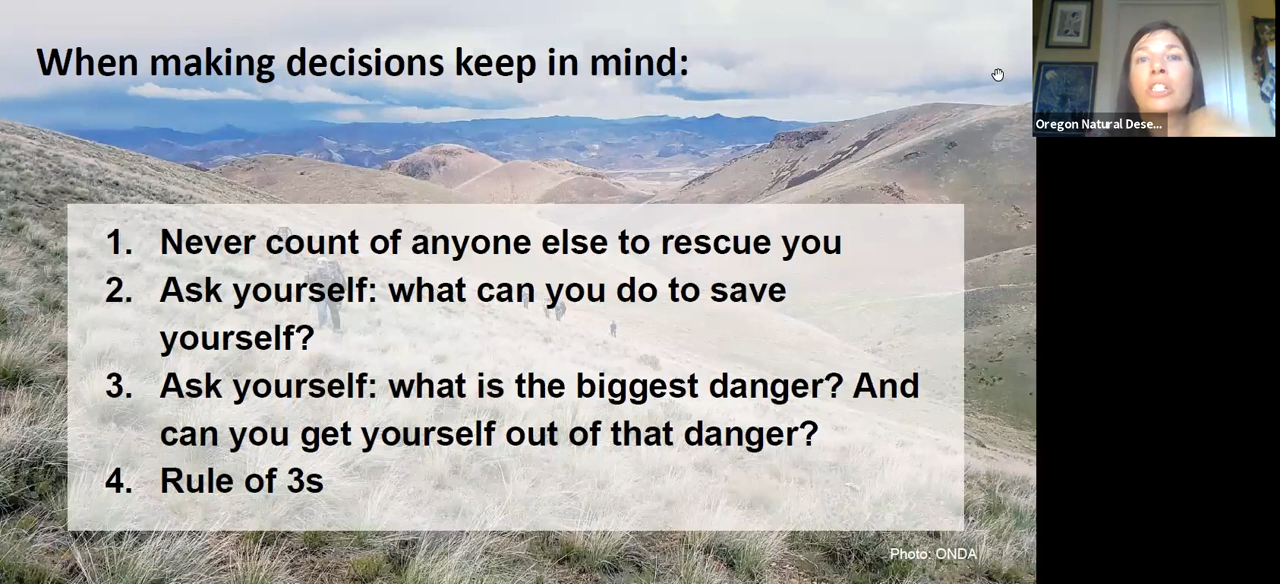 When making decisions keep in mind:
Oregon Natural Dese...
1. Never count of anyone else to rescue you
2. Ask yourself: what can you do to save
yourself?
3. Ask yourself: what is the biggest danger? And
can you get yourself out of that danger?
4. Rule of 3s
Photo: ONDA